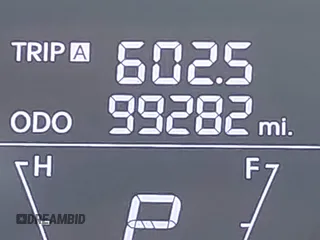 TRIP A 602.5
ODO 99282 mi.
H F
P
DREAMBID